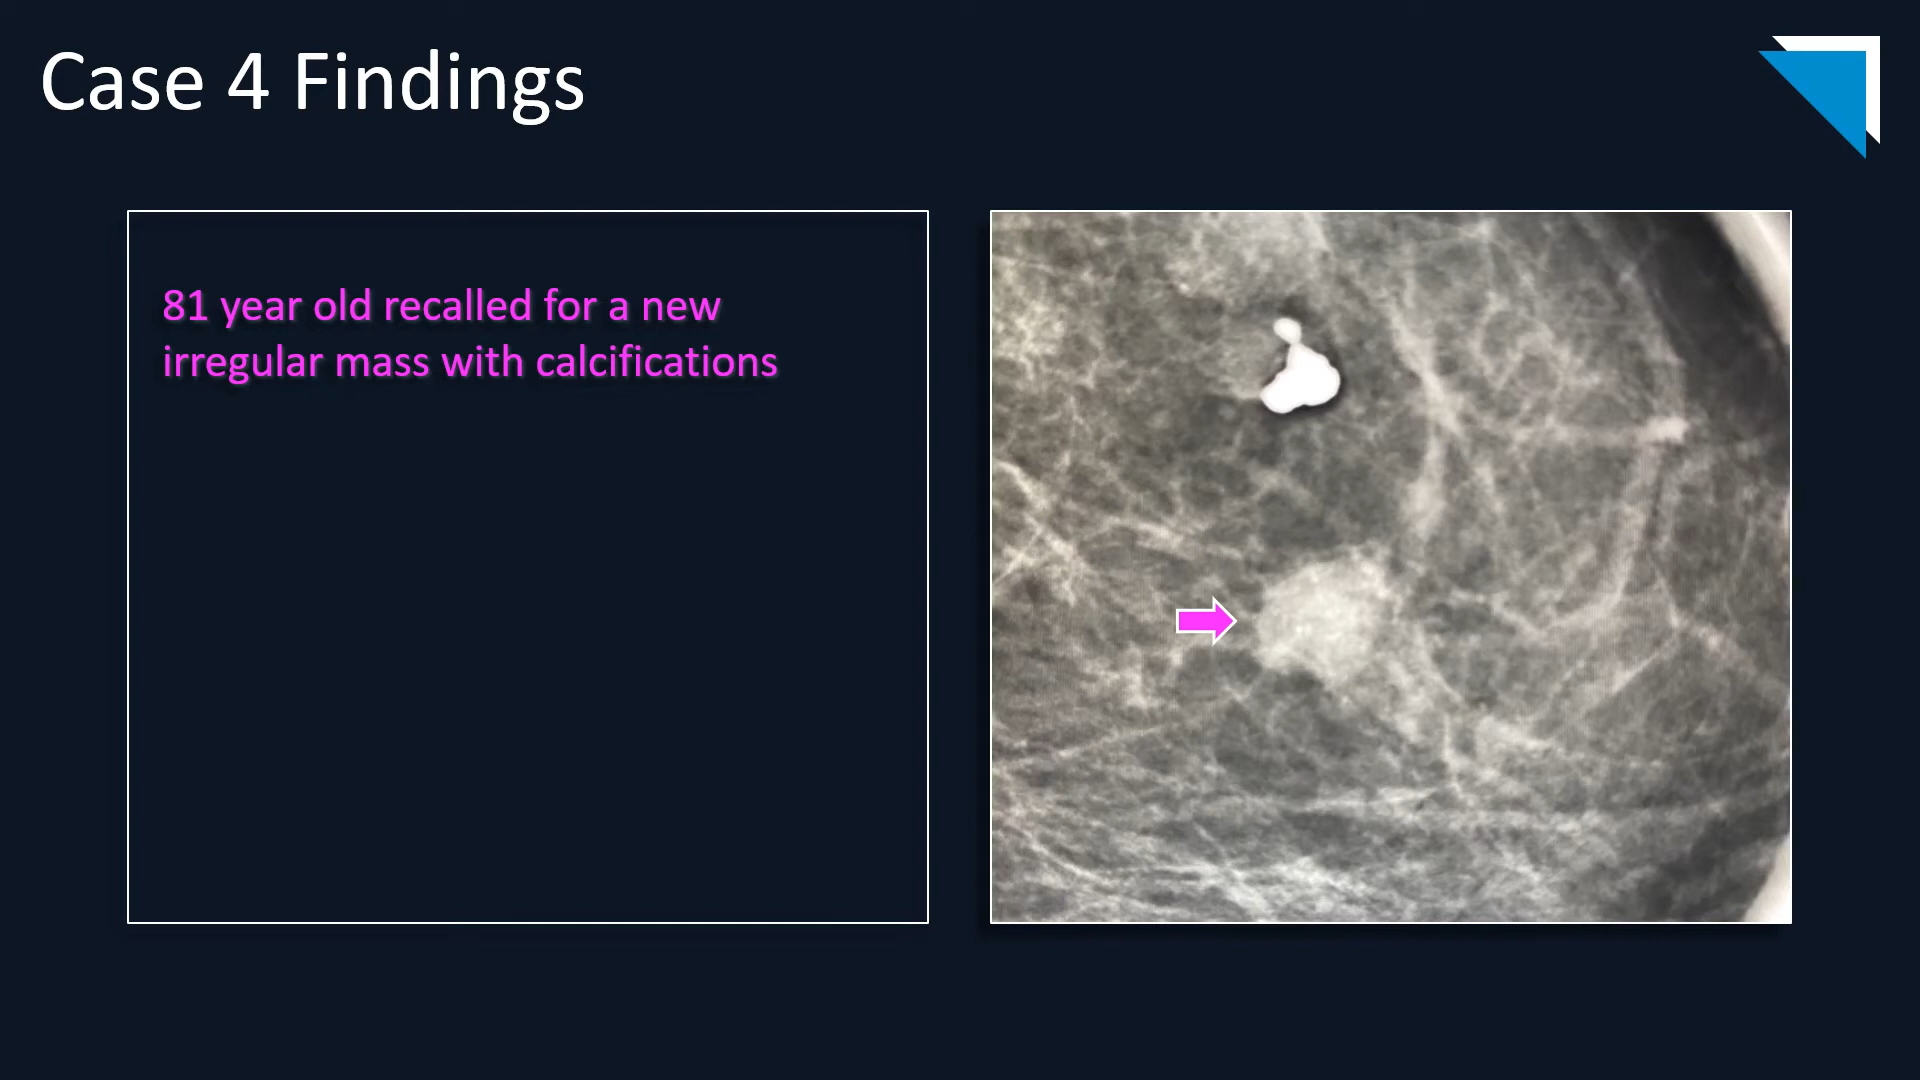 Case 4 Findings
81 year old recalled for a new
irregular mass with calcifications